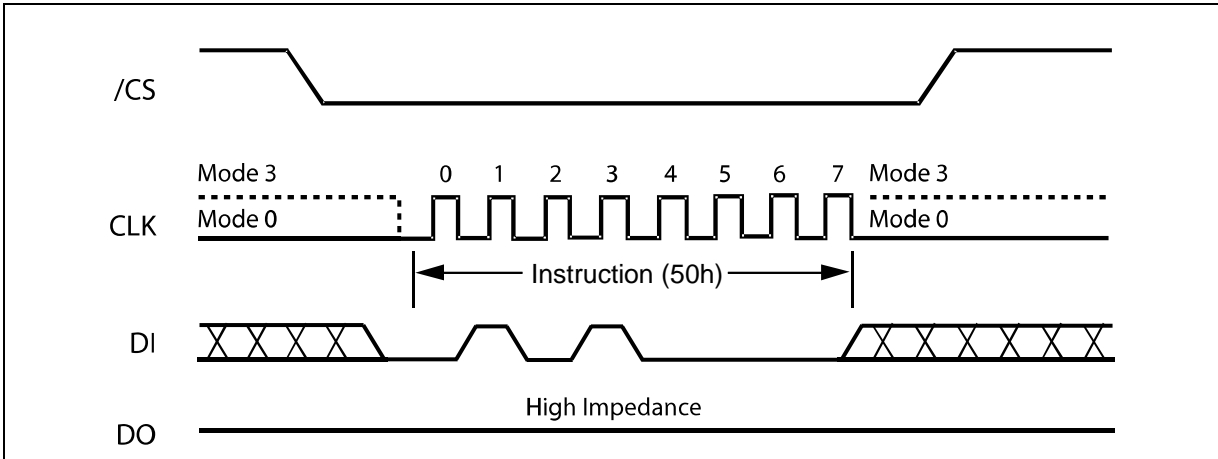 /CS
Mode 3 0 1 2 3 4 5 6 7 Mode 3
CLK Mode 0 Mode 0
Instruction (50h)
DI
High Impedance
DO